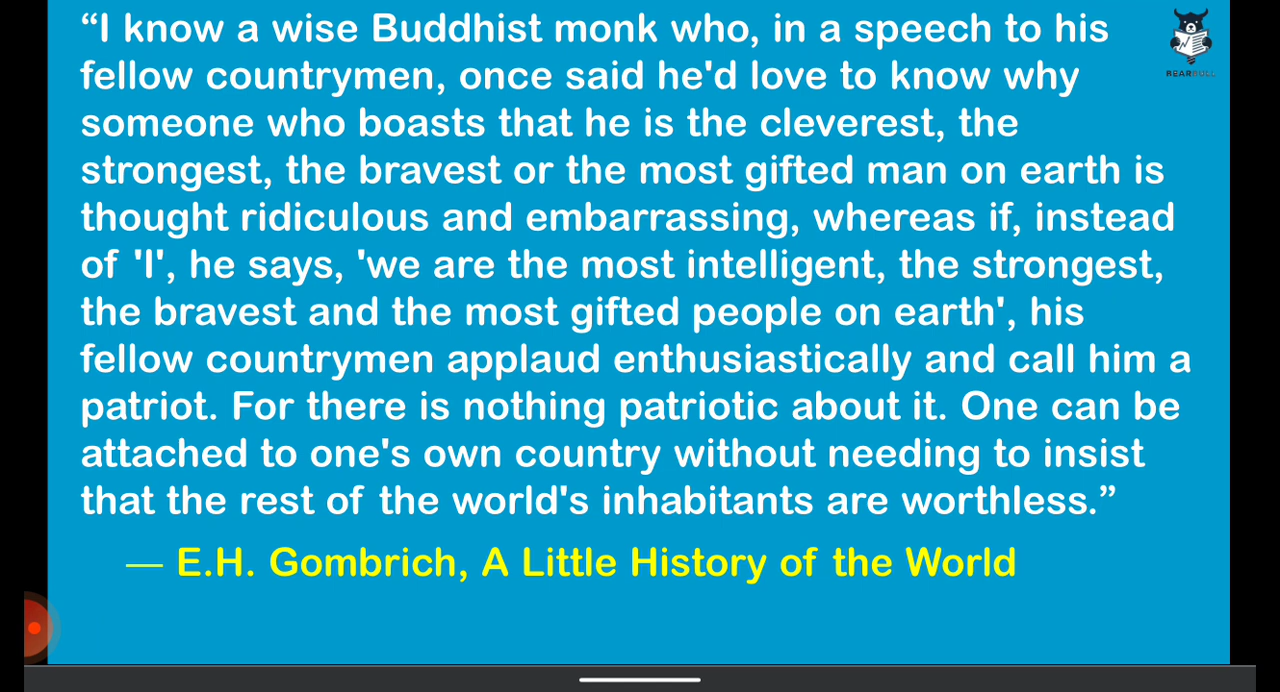 “I know a wise Buddhist monk who, in a speech to his
fellow countrymen, once said he'd love to know why
someone who boasts that he is the cleverest, the
strongest, the bravest or the most gifted man on earth is
thought ridiculous and embarrassing, whereas if, instead
of 'I', he says, 'we are the most intelligent, the strongest,
the bravest and the most gifted people on earth', his
fellow countrymen applaud enthusiastically and call him a
patriot. For there is nothing patriotic about it. One can be
attached to one's own country without needing to insist
that the rest of the world's inhabitants are worthless.”
— E.H. Gombrich, A Little History of the World
BEARBULL